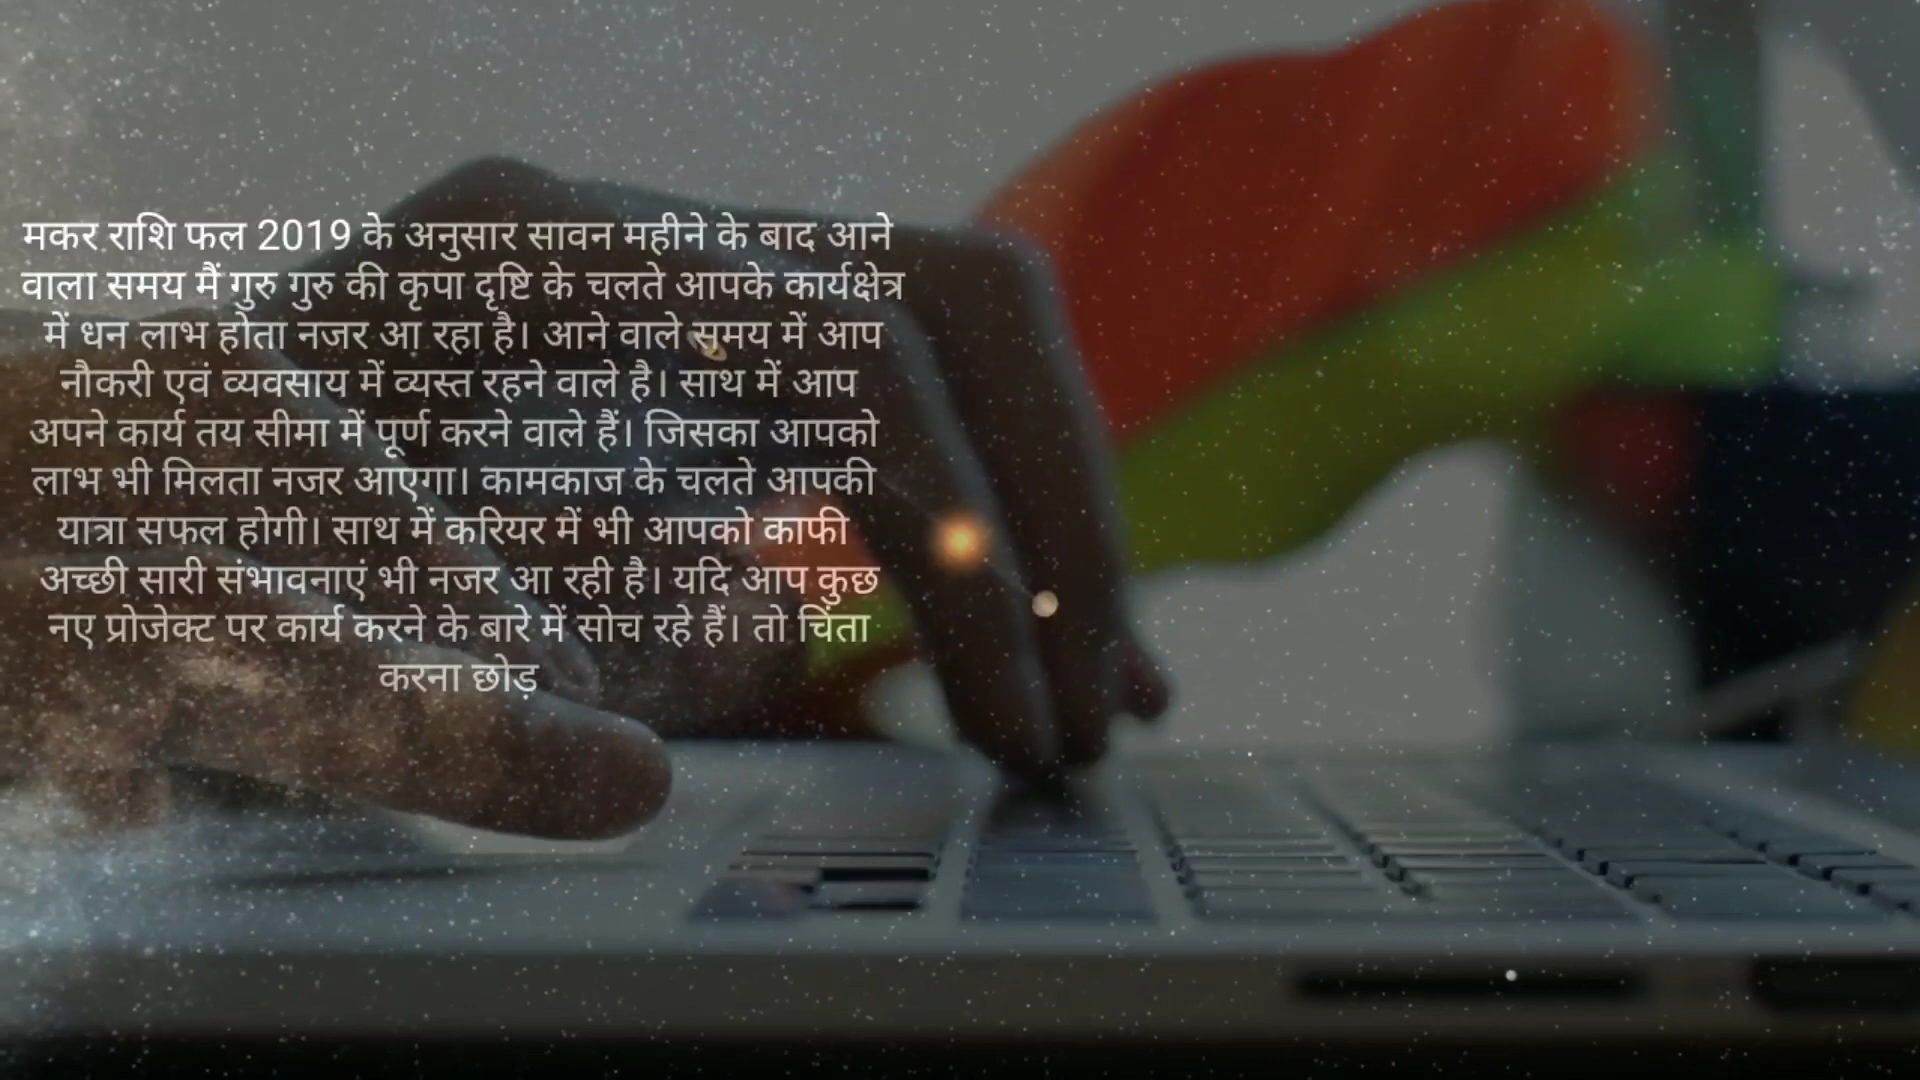 मकर राशि फल 2019 के अनुसार सावन महीने के बाद आने
वाला समय मैं गुरु गुरु की कृपा दृष्टि के चलते आपके कार्यक्षेत्र
में धन लाभ होता नजर आ रहा है। आने वाले समय में आप
नौकरी एवं व्यवसाय में व्यस्त रहने वाले है। साथ में आप
अपने कार्य तय सीमा में पूर्ण करने वाले हैं। जिसका आपको
लाभ भी मिलता नजर आएगा। कामकाज के चलते आपकी
यात्रा सफल होगी। साथ में करियर में भी आपको काफी
अच्छी सारी संभावनाएं भी नजर आ रही है। यदि आप कुछ
नए प्रोजेक्ट पर कार्य करने के बारे में सोच रहे हैं। तो चिंता
करना छोड़